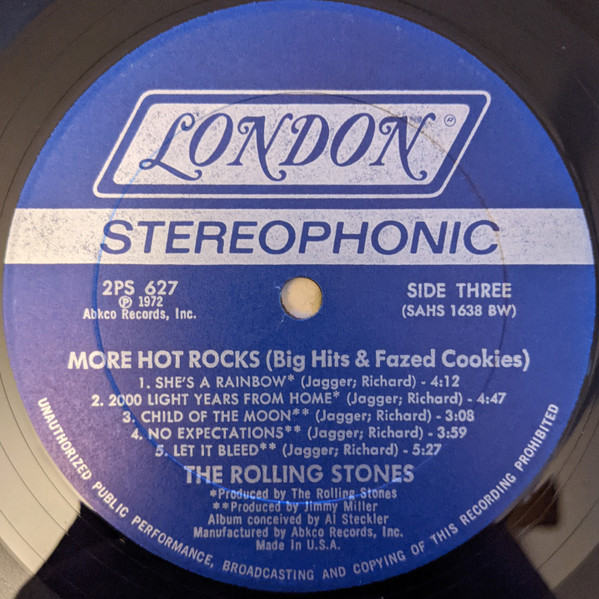 LONDON®
STEREOPHONIC
2PS 627
℗ 1972
Abkco Records, Inc.
SIDE THREE
(SAHS 1638 BW)
MORE HOT ROCKS (Big Hits & Fazed Cookies)
1. SHE'S A RAINBOW* (Jagger; Richard) - 4:12
2. 2000 LIGHT YEARS FROM HOME* (Jagger; Richard) - 4:47
3. CHILD OF THE MOON** (Jagger; Richard) - 3:08
4. NO EXPECTATIONS** (Jagger; Richard) - 3:59
5. LET IT BLEED** (Jagger; Richard) - 5:27
THE ROLLING STONES
*Produced by The Rolling Stones
**Produced by Jimmy Miller
Album conceived by Al Steckler
Manufactured by Abkco Records, Inc.
Made in U.S.A.
UNAUTHORIZED PUBLIC PERFORMANCE, BROADCASTING AND COPYING OF THIS RECORDING PROHIBITED